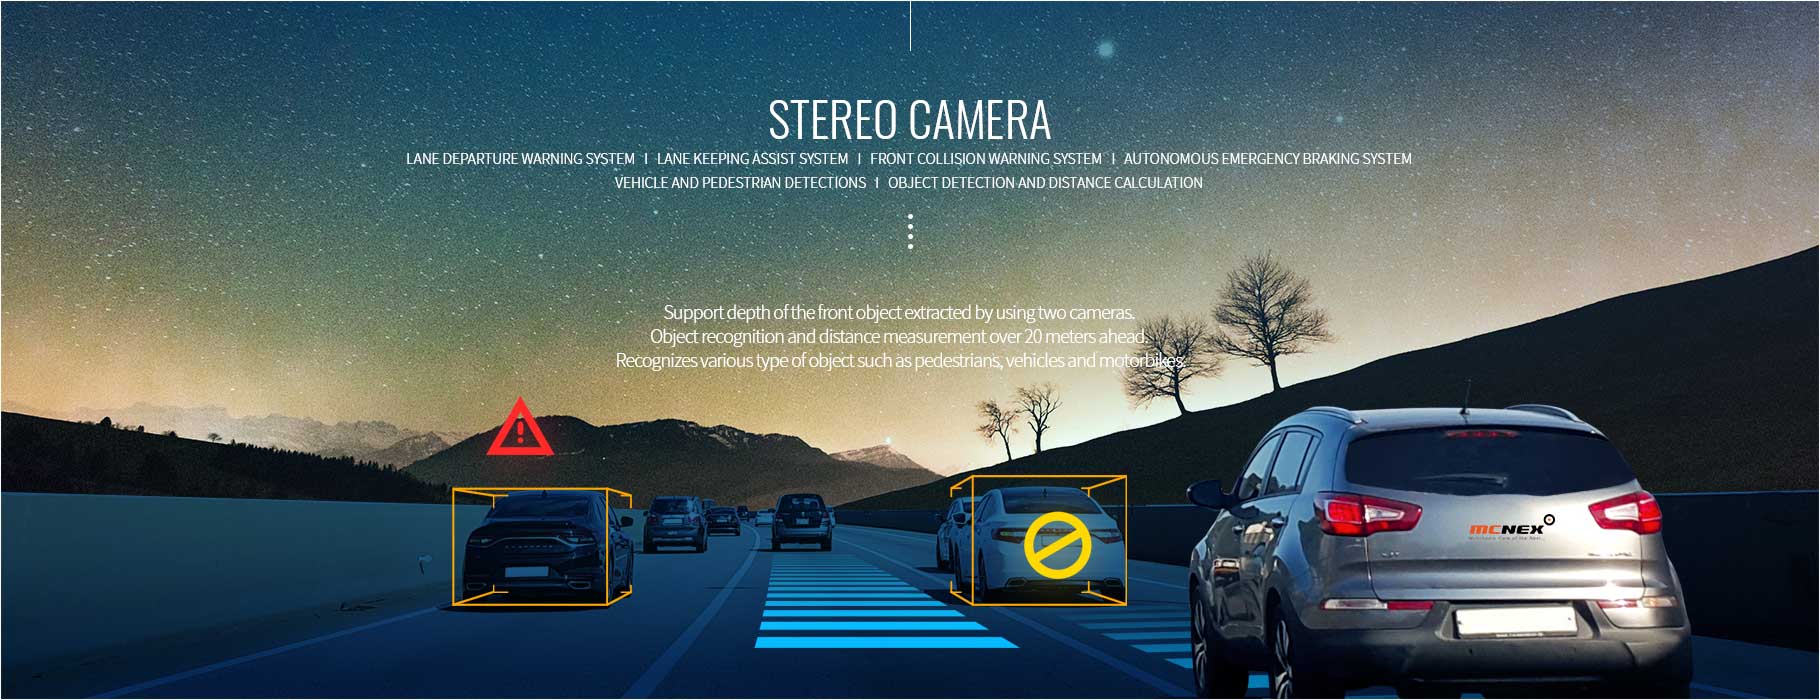 STEREO CAMERA
LANE DEPARTURE WARNING SYSTEM I LANE KEEPING ASSIST SYSTEM I FRONT COLLISION WARNING SYSTEM I AUTONOMOUS EMERGENCY BRAKING SYSTEM
VEHICLE AND PEDESTRIAN DETECTIONS I OBJECT DETECTION AND DISTANCE CALCULATION
Support depth of the front object extracted by using two cameras.
Object recognition and distance measurement over 20 meters ahead.
Recognizes various type of object such as pedestrians, vehicles and motorbikes.
MCNEX